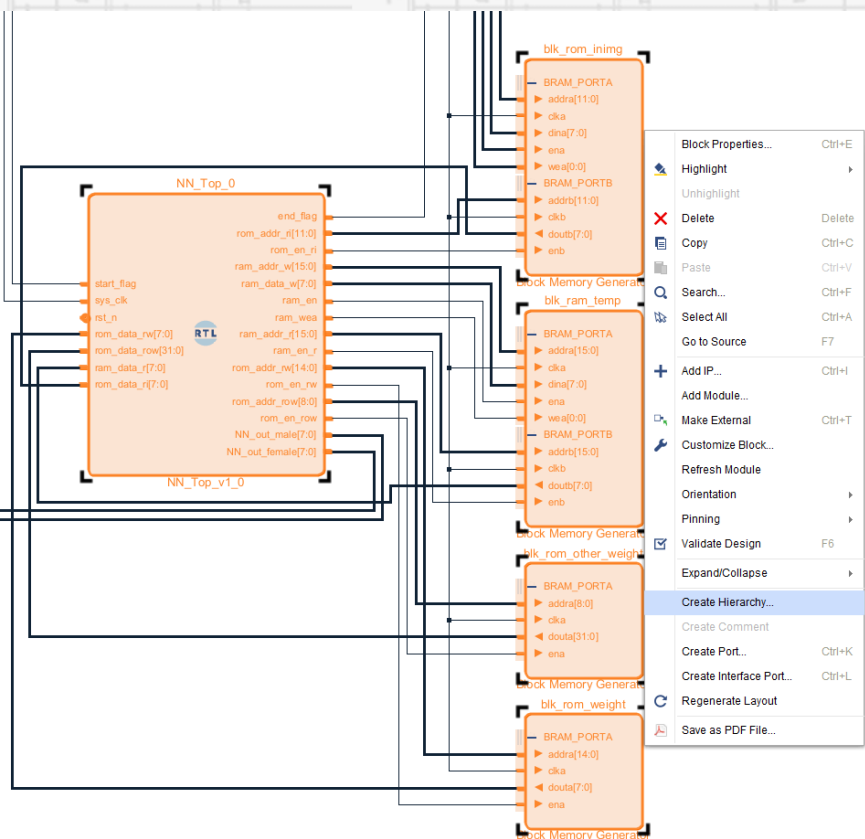 NN_Top_0
end_flag
rom_addr_ri[11:0]
rom_en_ri
ram_addr_w[15:0]
start_flag
ram_data_w[7:0]
sys_clk
ram_en
rst_n
ram_wea
rom_data_rw[7:0]
RTL
ram_addr_r[15:0]
rom_data_row[31:0]
ram_en_r
ram_data_r[7:0]
rom_addr_rw[14:0]
rom_data_ri[7:0]
rom_en_rw
rom_addr_row[8:0]
rom_en_row
NN_out_male[7:0]
NN_out_female[7:0]
NN_Top_v1_0
blk_rom_inimg
BRAM_PORTA
addra[11:0]
clka
dina[7:0]
ena
wea[0:0]
BRAM_PORTB
addrb[11:0]
clkb
doutb[7:0]
enb
Block Memory Generat
blk_ram_temp
BRAM_PORTA
addra[15:0]
clka
dina[7:0]
ena
wea[0:0]
BRAM_PORTB
addrb[15:0]
clkb
doutb[7:0]
enb
Block Memory Generat
blk_rom_other_weight
BRAM_PORTA
addra[8:0]
clka
douta[31:0]
ena
Block Memory Generat
blk_rom_weight
BRAM_PORTA
addra[14:0]
clka
douta[7:0]
ena
Block Memory Generator
Block Properties... Ctrl+E
Highlight
Unhighlight
Delete Delete
Copy Ctrl+C
Paste Ctrl+V
Search... Ctrl+F
Select All Ctrl+A
Go to Source F7
Add IP... Ctrl+I
Add Module...
Make External Ctrl+T
Customize Block...
Refresh Module
Orientation
Pinning
Validate Design F6
Expand/Collapse
Create Hierarchy...
Create Comment
Create Port... Ctrl+K
Create Interface Port... Ctrl+L
Regenerate Layout
Save as PDF File...